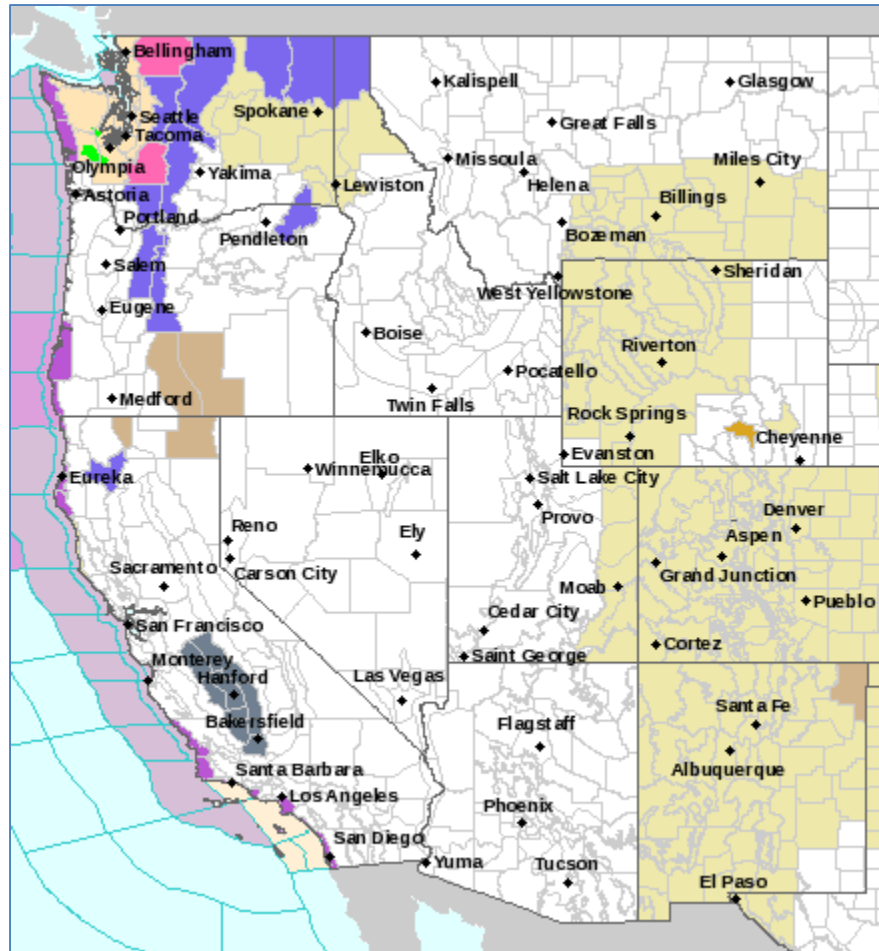 Bellingham
Kalispell
Glasgow
Seattle
Spokane
Great Falls
Tacoma
Missoula
Miles City
Olympia
Yakima
Helena
Lewiston
Astoria
Billings
Portland
Bozeman
Pendleton
Salem
Sheridan
West Yellowstone
Eugene
Boise
Riverton
Pocatello
Medford
Twin Falls
Rock Springs
Cheyenne
Elko
Evanston
Winnemucca
Eureka
Salt Lake City
Provo
Denver
Reno
Ely
Aspen
Sacramento
Carson City
Grand Junction
Moab
Pueblo
Cedar City
San Francisco
Cortez
Saint George
Monterey
Hanford
Las Vegas
Santa Fe
Bakersfield
Flagstaff
Albuquerque
Santa Barbara
Los Angeles
Phoenix
San Diego
Yuma
Tucson
El Paso